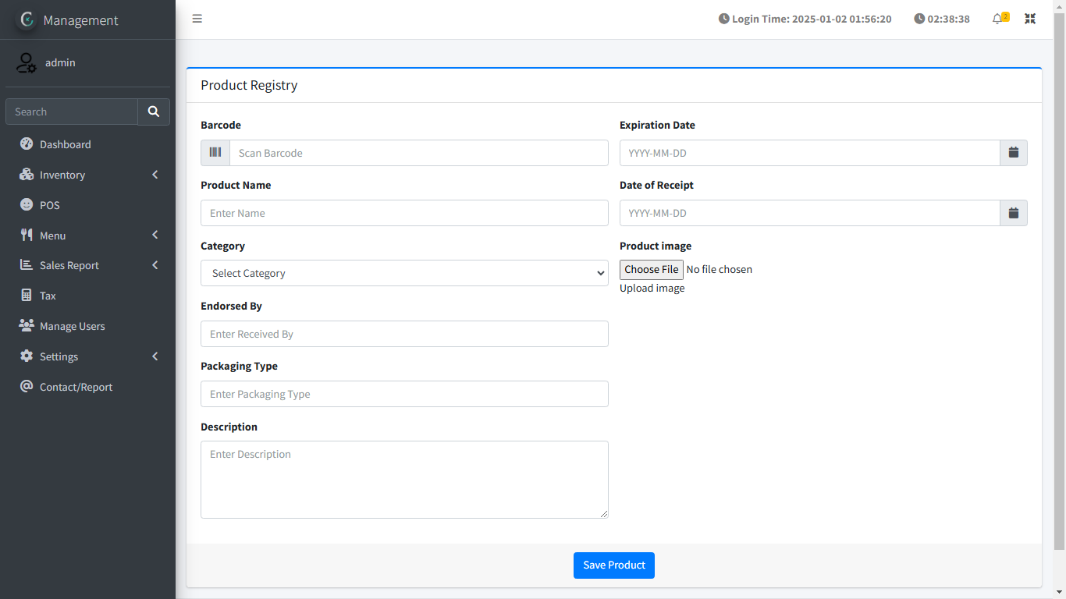 Management
Login Time: 2025-01-02 01:56:20
02:38:38
2
admin
Search
Dashboard
Inventory
POS
Menu
Sales Report
Tax
Manage Users
Settings
Contact/Report
Product Registry
Barcode
Scan Barcode
Product Name
Enter Name
Category
Select Category
Endorsed By
Enter Received By
Packaging Type
Enter Packaging Type
Description
Enter Description
Expiration Date
YYYY-MM-DD
Date of Receipt
YYYY-MM-DD
Product image
Choose File No file chosen
Upload image
Save Product